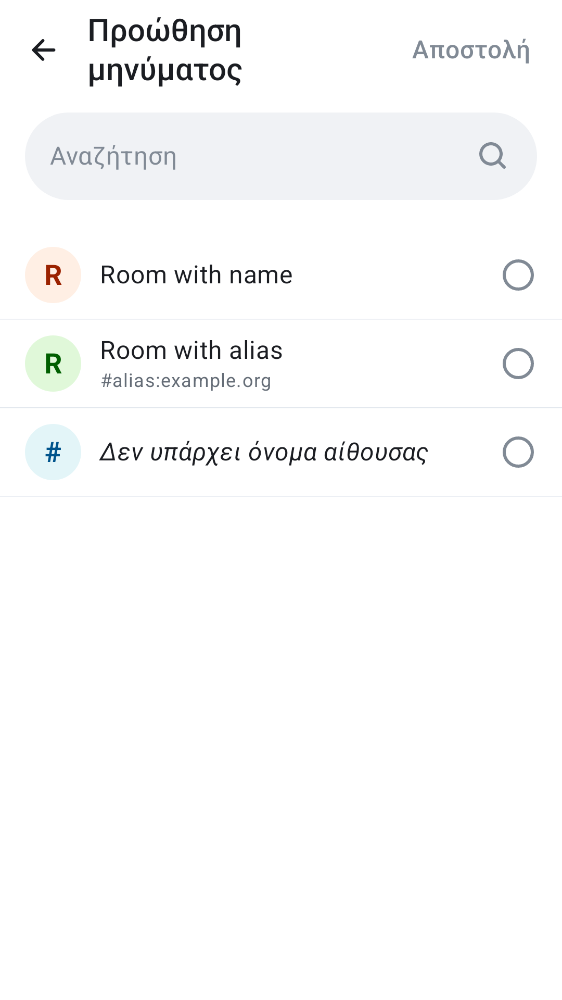 Προώθηση
μηνύματος
Αποστολή
Αναζήτηση
R
Room with name
R
Room with alias
#alias:example.org
#
Δεν υπάρχει όνομα αίθουσας